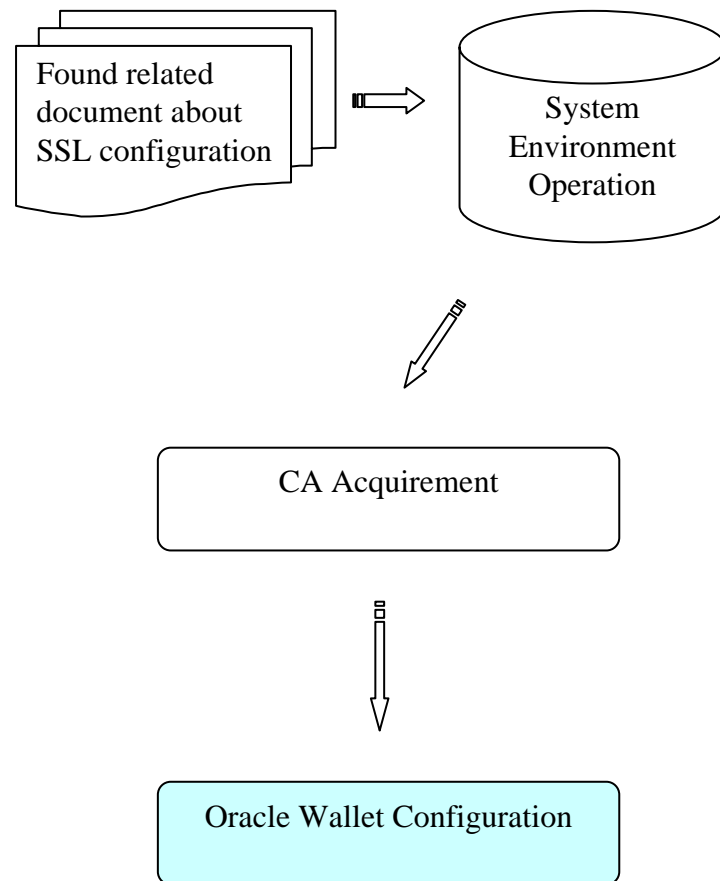 Found related
document about
SSL configuration
System
Environment
Operation
CA Acquirement
Oracle Wallet Configuration